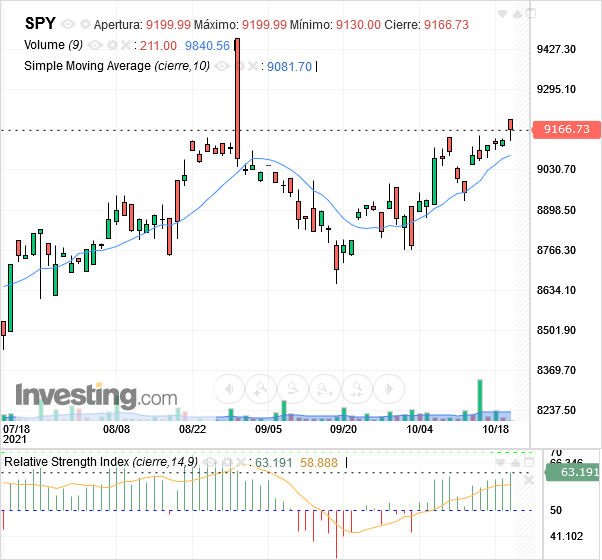 SPY Apertura: 9199.99 Máximo: 9199.99 Mínimo: 9130.00 Cierre: 9166.73
Volume (9) : 211.00 9840.56
Simple Moving Average (cierre,10) : 9081.70
9427.30
9295.10
9166.73
9030.70
8898.50
8766.30
8634.10
8501.90
8369.70
8237.50
Investing.com
07/18 08/08 08/22 09/05 09/20 10/04 10/18
2021
Relative Strength Index (cierre,14,9) : 63.191 58.888
70
66.346
63.191
50
41.102